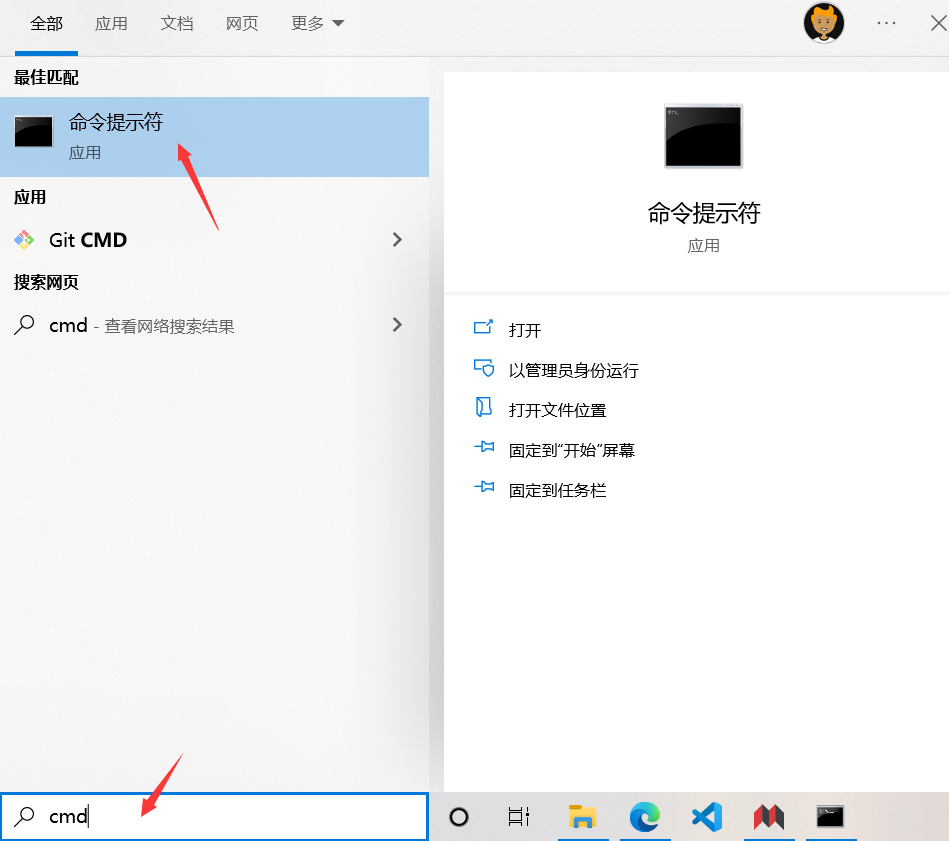 全部 应用 文档 网页 更多 ···
最佳匹配
命令提示符
应用
应用
Git CMD
搜索网页
cmd - 查看网络搜索结果
命令提示符
应用
打开
以管理员身份运行
打开文件位置
固定到“开始”屏幕
固定到任务栏
cmd